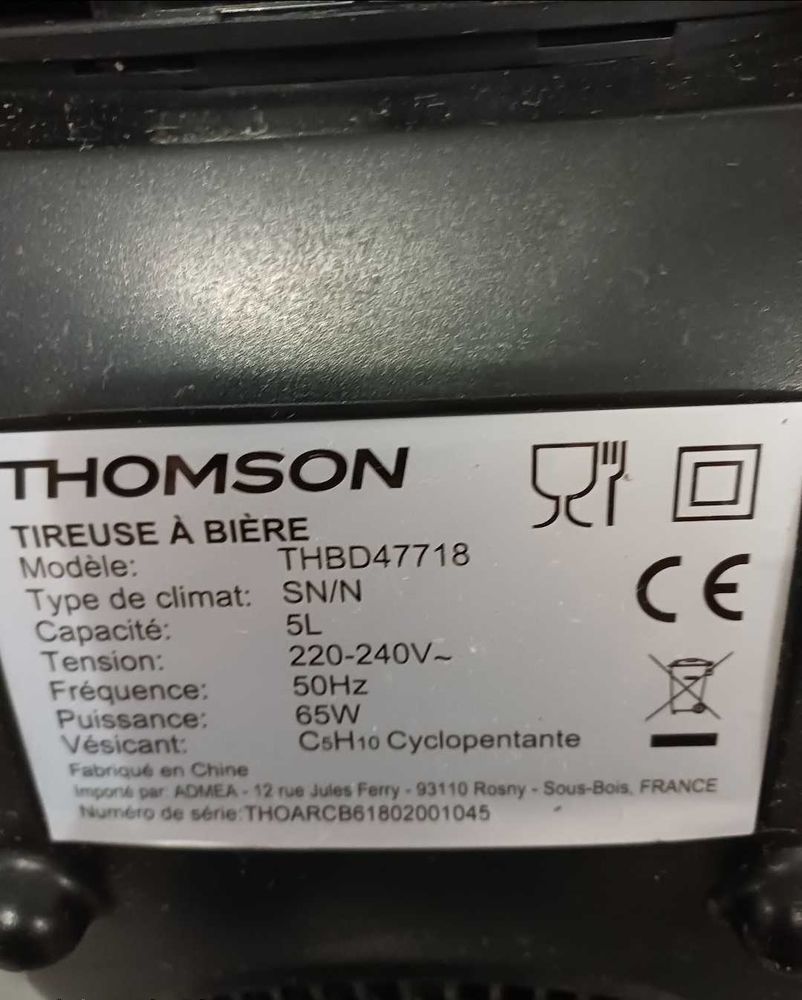 THOMSON
TIREUSE À BIÈRE
Modèle: THBD47718
Type de climat: SN/N
Capacité: 5L
Tension: 220-240V~
Fréquence: 50Hz
Puissance: 65W
Vésicant: C5H10 Cyclopentante
Fabriqué en Chine
Imporé par: ADMEA - 12 rue Jules Ferry - 93110 Rosny - Sous-Bois, FRANCE
Numéro de série:THOARCB61802001045
CE